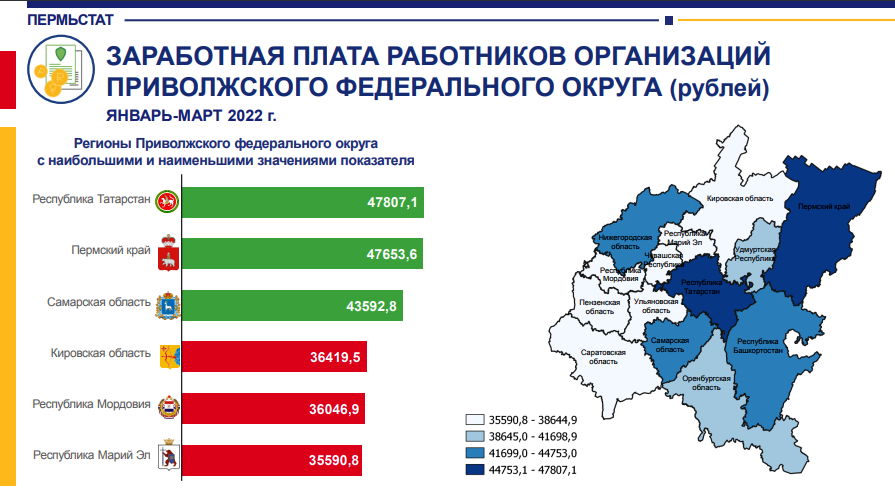 ПЕРМЬСТАТ
ЗАРАБОТНАЯ ПЛАТА РАБОТНИКОВ ОРГАНИЗАЦИЙ
ПРИВОЛЖСКОГО ФЕДЕРАЛЬНОГО ОКРУГА (рублей)
ЯНВАРЬ-МАРТ 2022 г.
Регионы Приволжского федерального округа
с наибольшими и наименьшими значениями показателя
Республика Татарстан 47807,1
Пермский край 47653,6
Самарская область 43592,8
Кировская область 36419,5
Республика Мордовия 36046,9
Республика Марий Эл 35590,8
Кировская область
Пермский край
Нижегородская
область
Республика
Марий Эл
Удмуртская
Республика
Чувашская
Республика
Республика
Мордовия
Республика
Татарстан
Пензенская
область
Ульяновская
область
Самарская
область
Республика
Башкортостан
Саратовская
область
Оренбургская
область
35590,8 - 38644,9
38645,0 - 41698,9
41699,0 - 44753,0
44753,1 - 47807,1